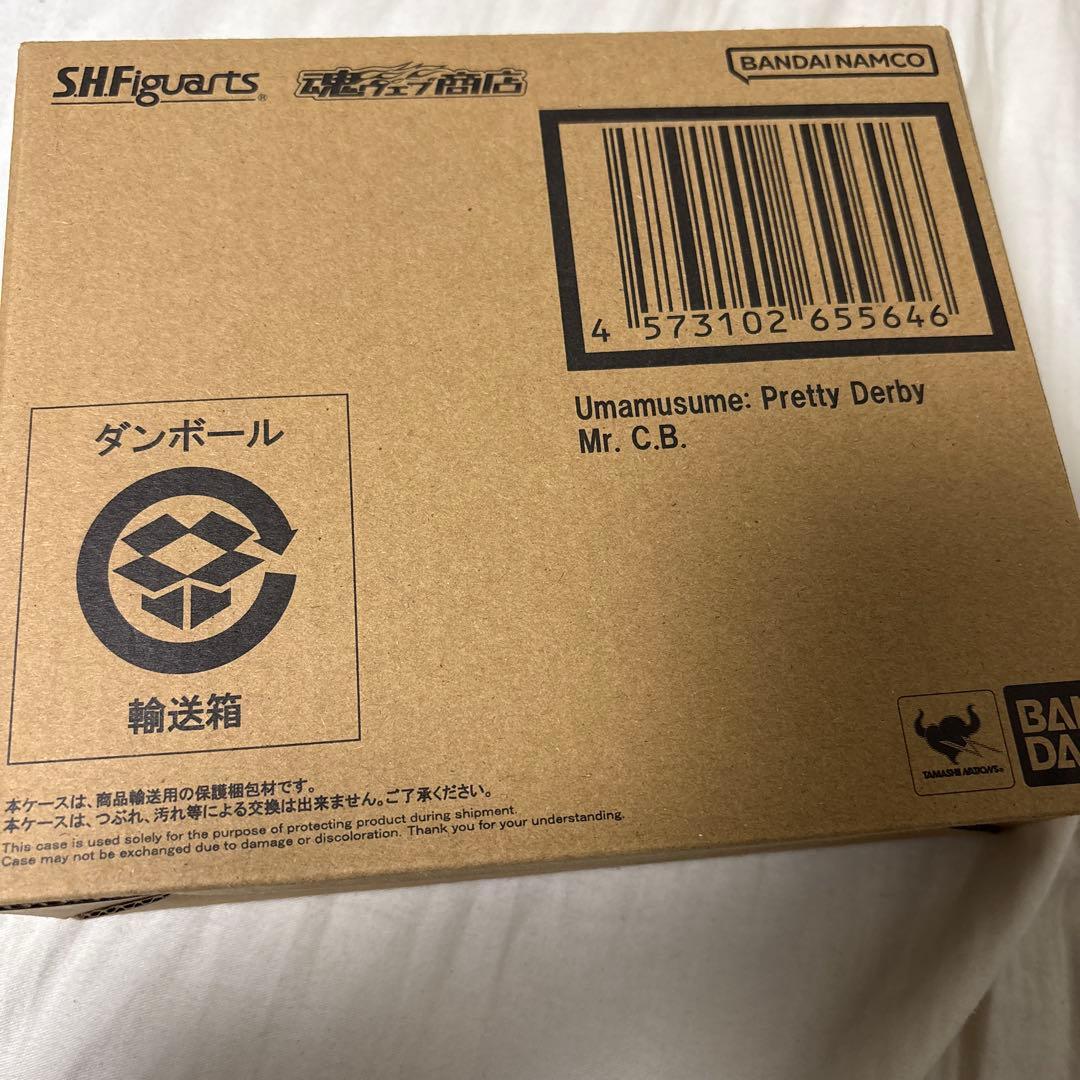 S.H.Figuarts® 魂ウェブ商店
BANDAI NAMCO
4 573102 655646
Umamusume: Pretty Derby
Mr. C.B.
ダンボール
輸送箱
TAMASHII NATIONS®
BAN
DA
本ケースは、商品輸送用の保護梱包材です。
本ケースは、つぶれ、汚れ等による交換は出来ません。ご了承ください。
This case is used solely for the purpose of protecting product during shipment.
Case may not be exchanged due to damage or discoloration. Thank you for your understanding.